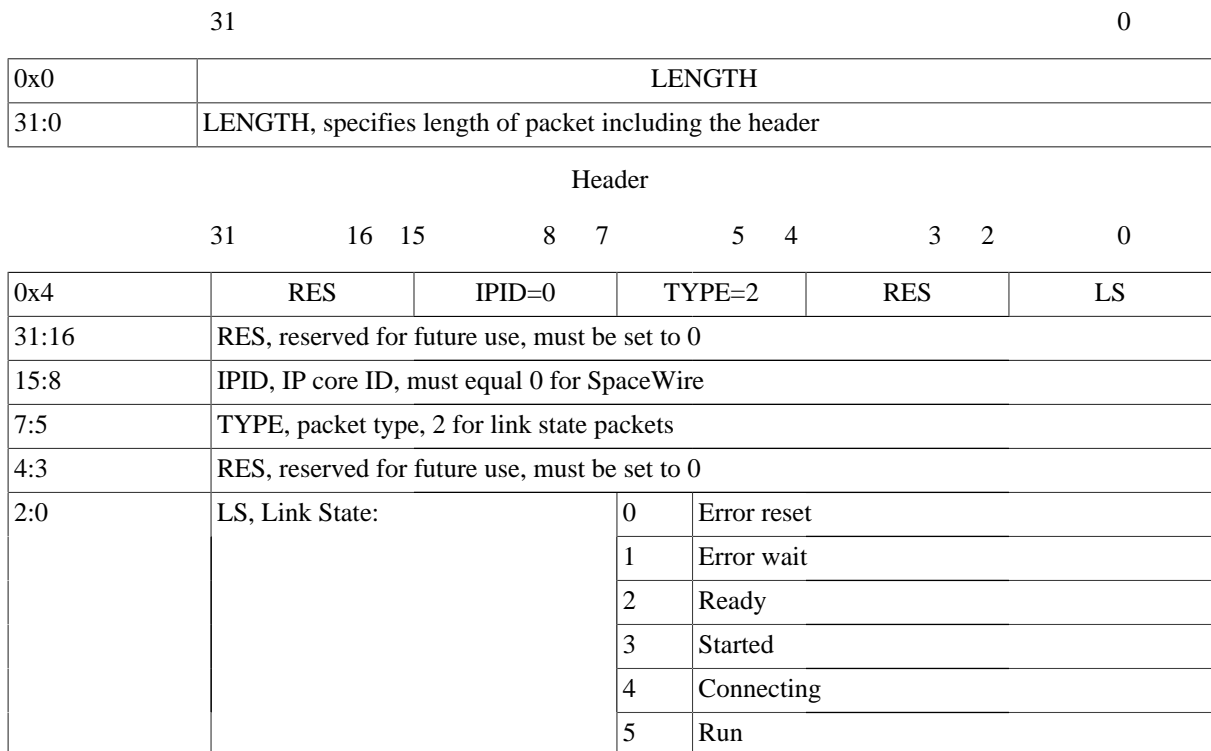 31 0
0x0 LENGTH
31:0 LENGTH, specifies length of packet including the header
Header
31 16 15 8 7 5 4 3 2 0
0x4 RES IPID=0 TYPE=2 RES LS
31:16 RES, reserved for future use, must be set to 0
15:8 IPID, IP core ID, must equal 0 for SpaceWire
7:5 TYPE, packet type, 2 for link state packets
4:3 RES, reserved for future use, must be set to 0
2:0 LS, Link State: 0 Error reset
1 Error wait
2 Ready
3 Started
4 Connecting
5 Run